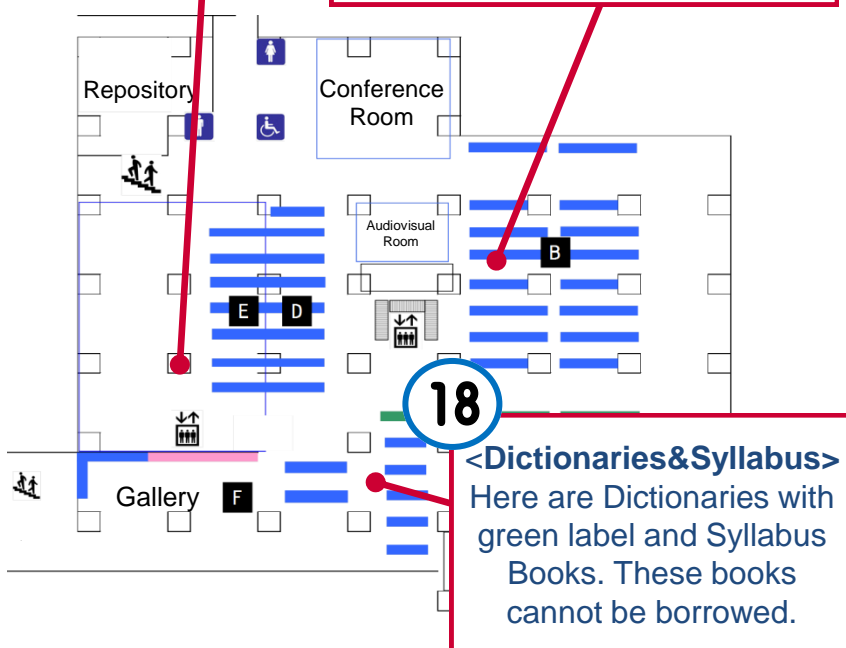 Repository
Conference
Room
Audiovisual
Room
B
E
D
18
<Dictionaries&Syllabus>
Here are Dictionaries with
green label and Syllabus
Books. These books
cannot be borrowed.
Gallery
F